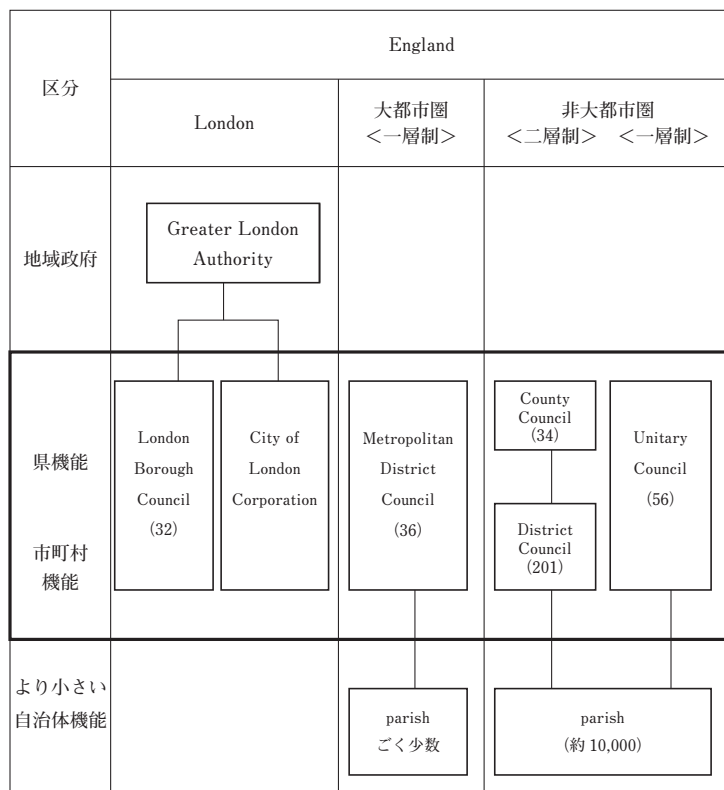 区分
England
London
大都市圏
＜一層制＞
非大都市圏
＜二層制＞　＜一層制＞
地域政府
Greater London
Authority
県機能
市町村
機能
London
Borough
Council
(32)
City of
London
Corporation
Metropolitan
District
Council
(36)
County
Council
(34)
District
Council
(201)
Unitary
Council
(56)
より小さい
自治体機能
parish
ごく少数
parish
(約 10,000)